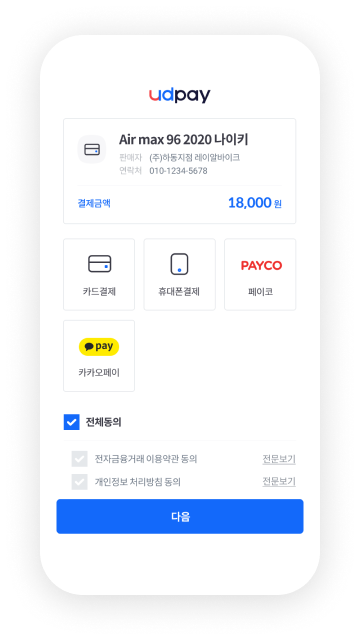 udpay
Air max 96 2020 나이키
판매자 (주)하동지점 레이알바이크
연락처 010-1234-5678
결제금액 18,000 원
카드결제 휴대폰결제 PAYCO 페이코
pay
카카오페이
전체동의
전자금융거래 이용약관 동의 전문보기
개인정보 처리방침 동의 전문보기
다음